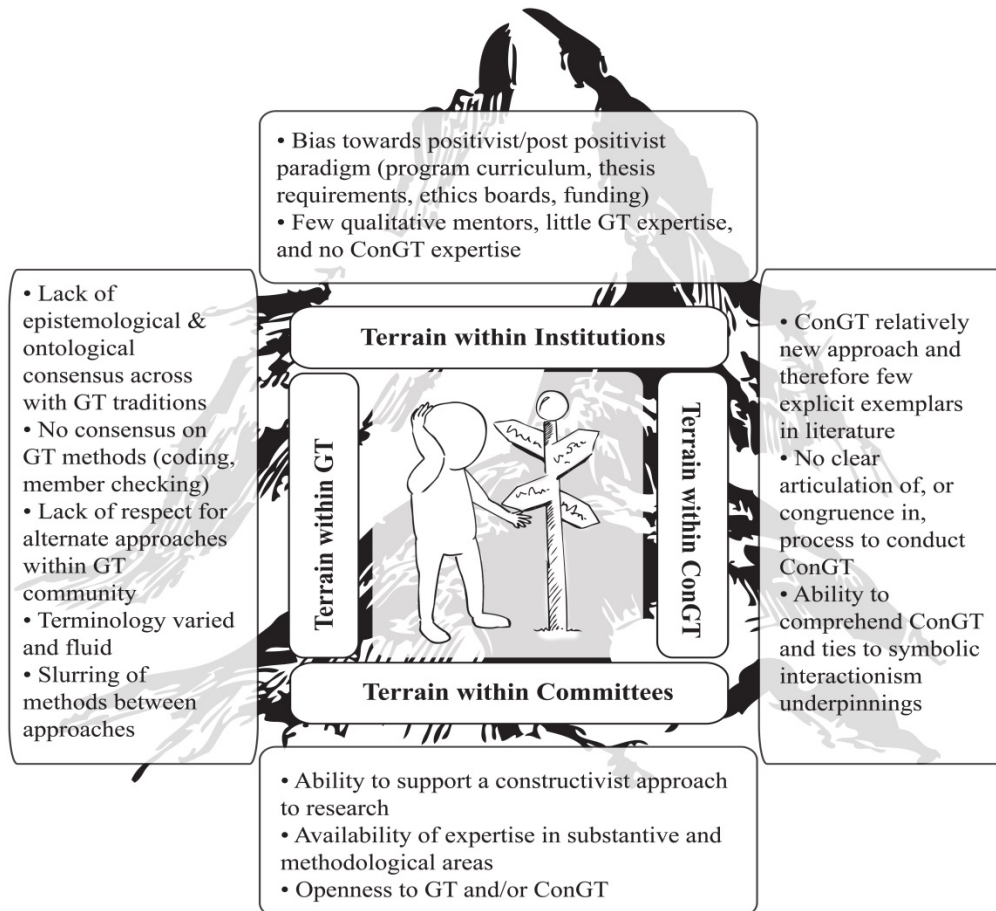 • Bias towards positivist/post positivist
paradigm (program curriculum, thesis
requirements, ethics boards, funding)
• Few qualitative mentors, little GT expertise,
and no ConGT expertise
Terrain within Institutions
• Lack of
epistemological &
ontological
consensus across
with GT traditions
• No consensus on
GT methods (coding,
member checking)
• Lack of respect for
alternate approaches
within GT
community
• Terminology varied
and fluid
• Slurring of
methods between
approaches
Terrain within GT
Terrain within ConGT
• ConGT relatively
new approach and
therefore few
explicit exemplars
in literature
• No clear
articulation of, or
congruence in,
process to conduct
ConGT
• Ability to
comprehend ConGT
and ties to symbolic
interactionism
underpinnings
Terrain within Committees
• Ability to support a constructivist approach
to research
• Availability of expertise in substantive and
methodological areas
• Openness to GT and/or ConGT